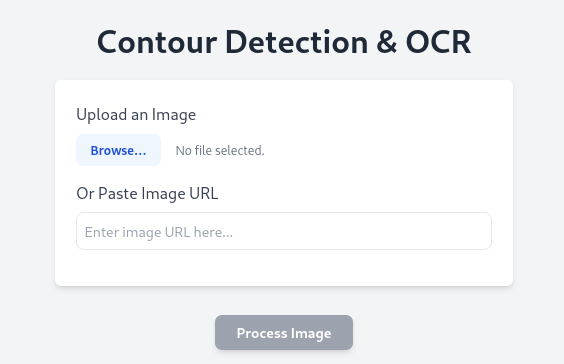 Contour Detection & OCR
Upload an Image
Browse... No file selected.
Or Paste Image URL
Enter image URL here...
Process Image